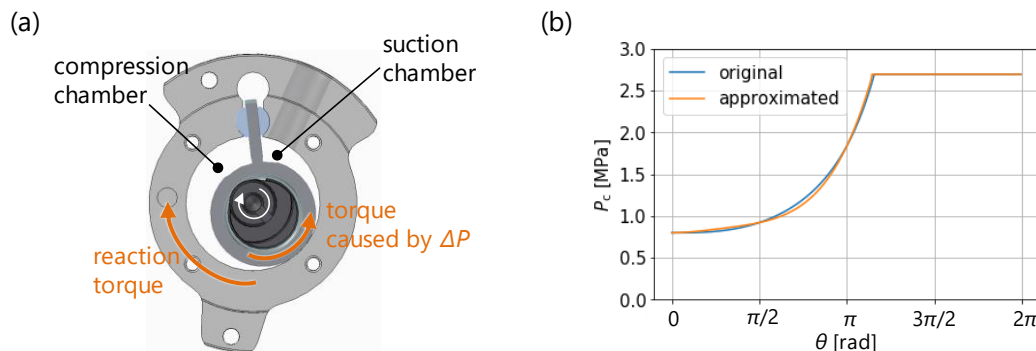 (a)
compression
chamber
suction
chamber
torque
caused by ΔP
reaction
torque
(b)
3.0
2.5
2.0
1.5
1.0
0.5
0.0
P_c [MPa]
original
approximated
0 π/2 π 3π/2 2π
θ [rad]